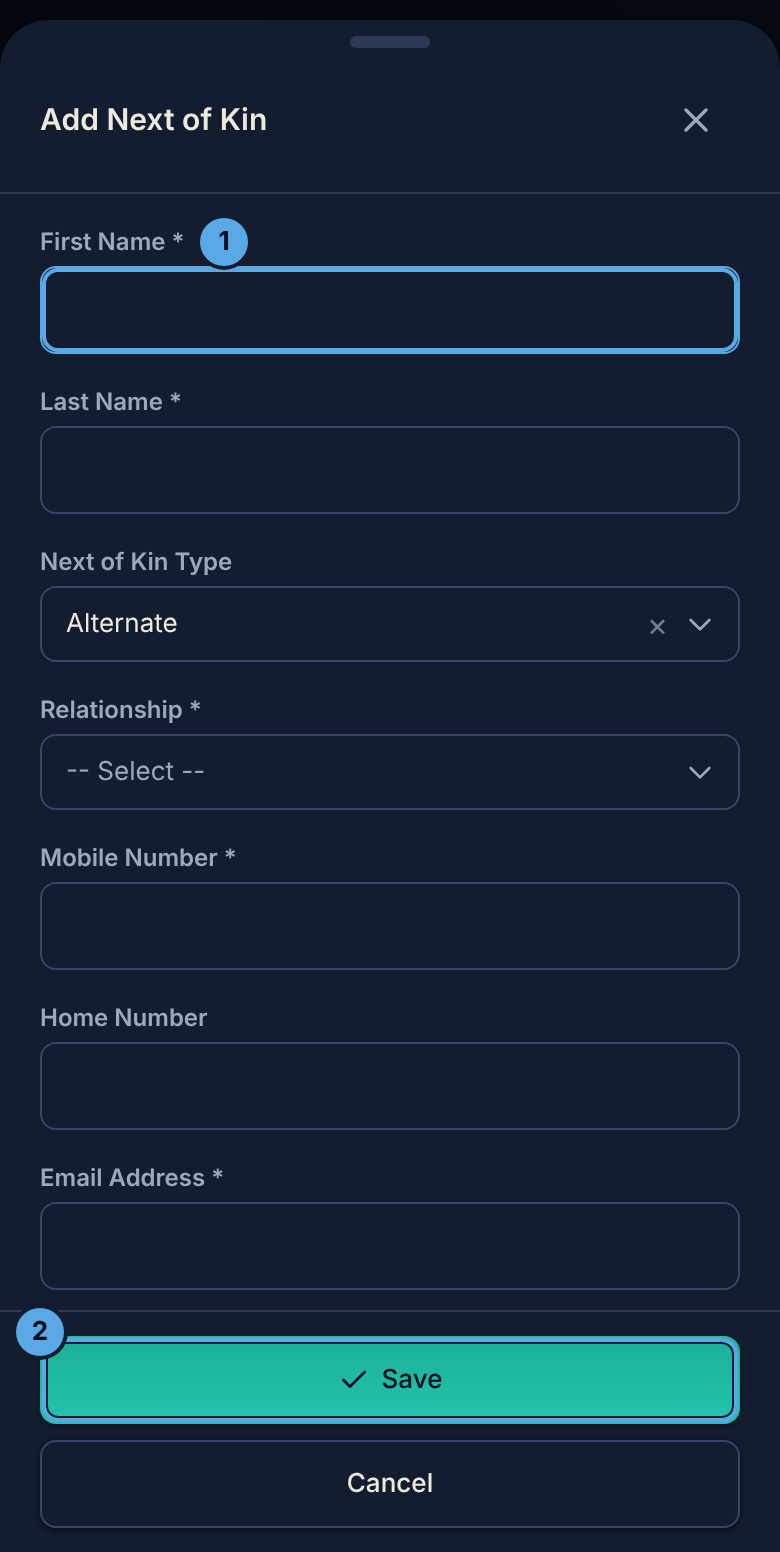 Add Next of Kin
First Name * 1
Last Name *
Next of Kin Type
Alternate
Relationship *
-- Select --
Mobile Number *
Home Number
Email Address *
2
Save
Cancel